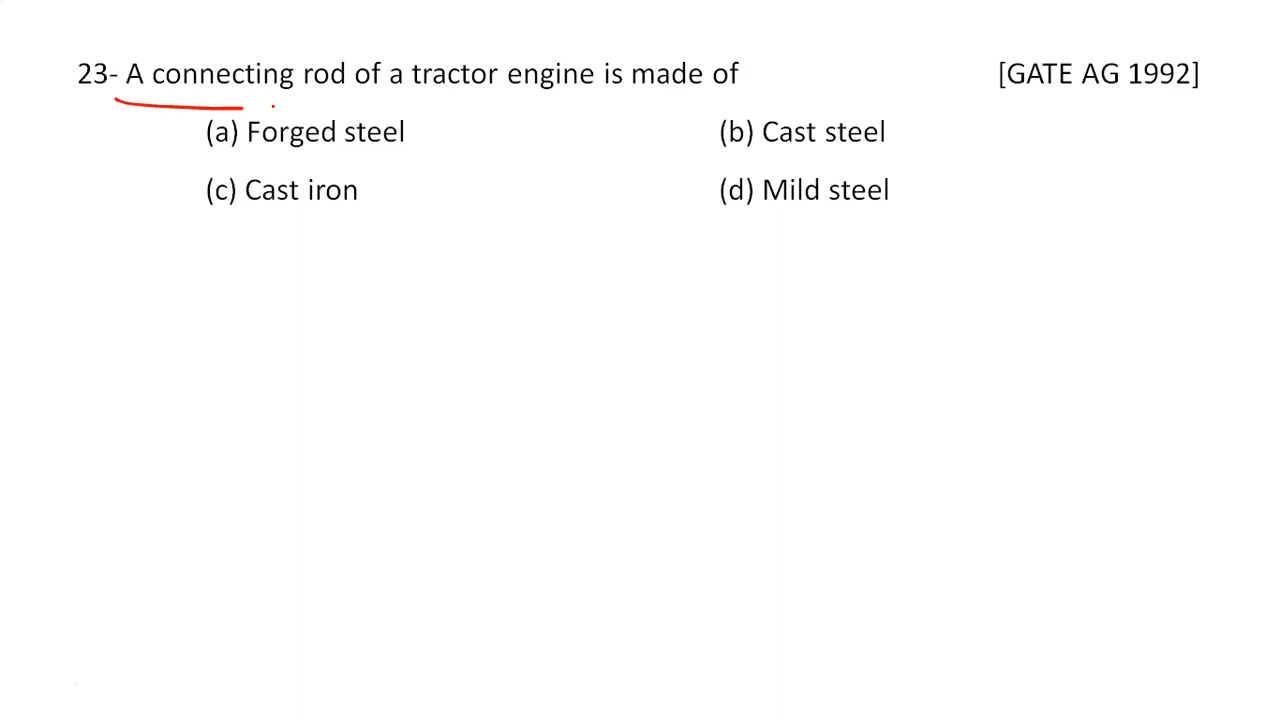 23- A connecting rod of a tractor engine is made of [GATE AG 1992]
(a) Forged steel (b) Cast steel
(c) Cast iron (d) Mild steel